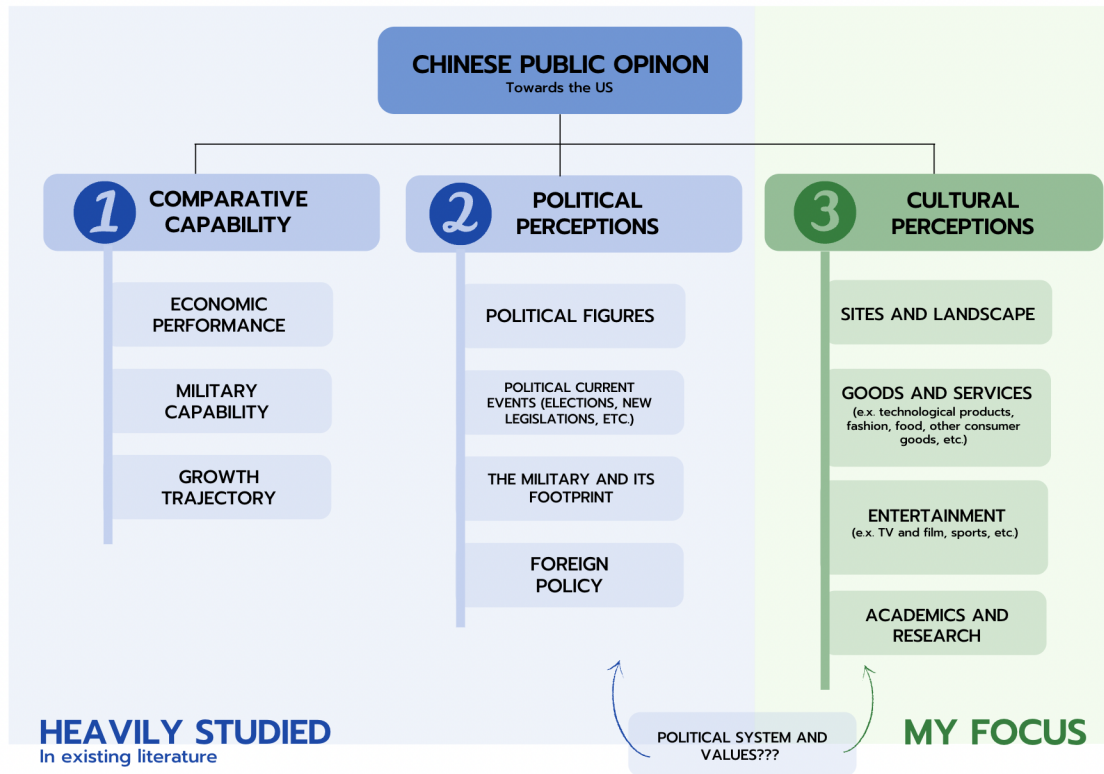 CHINESE PUBLIC OPINON
Towards the US
1
COMPARATIVE
CAPABILITY
ECONOMIC
PERFORMANCE
MILITARY
CAPABILITY
GROWTH
TRAJECTORY
2
POLITICAL
PERCEPTIONS
POLITICAL FIGURES
POLITICAL CURRENT
EVENTS (ELECTIONS, NEW
LEGISLATIONS, ETC.)
THE MILITARY AND ITS
FOOTPRINT
FOREIGN
POLICY
3
CULTURAL
PERCEPTIONS
SITES AND LANDSCAPE
GOODS AND SERVICES
(e.x. technological products,
fashion, food, other consumer
goods, etc.)
ENTERTAINMENT
(e.x. TV and film, sports, etc.)
ACADEMICS AND
RESEARCH
HEAVILY STUDIED
In existing literature
POLITICAL SYSTEM AND
VALUES???
MY FOCUS